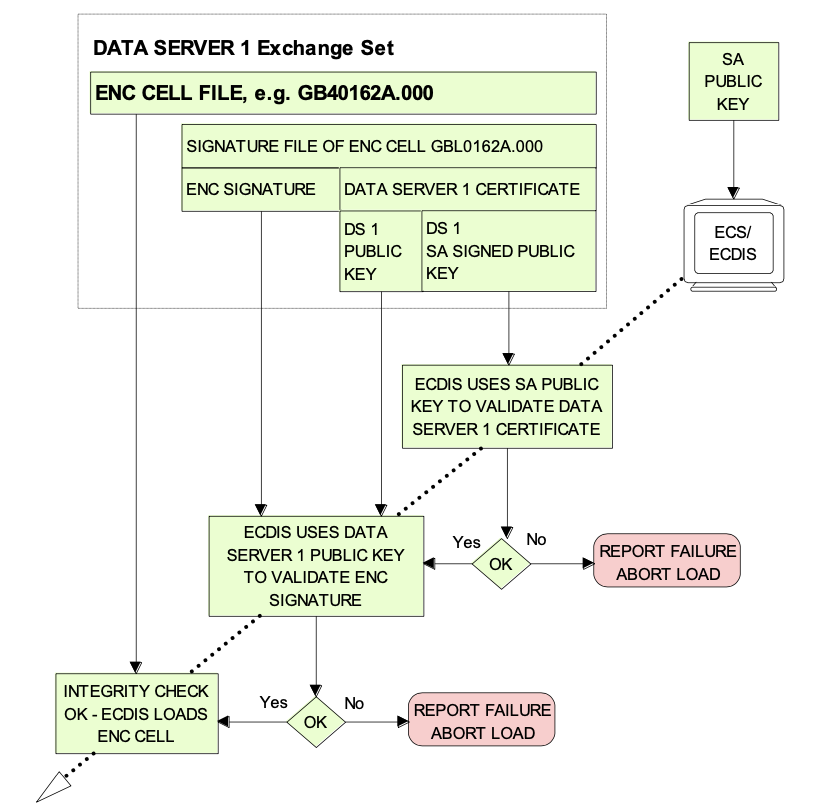 DATA SERVER 1 Exchange Set
ENC CELL FILE, e.g. GB40162A.000
SIGNATURE FILE OF ENC CELL GBL0162A.000
ENC SIGNATURE
DATA SERVER 1 CERTIFICATE
DS 1
PUBLIC
KEY
DS 1
SA SIGNED PUBLIC
KEY
SA
PUBLIC
KEY
ECS/
ECDIS
ECDIS USES SA PUBLIC
KEY TO VALIDATE DATA
SERVER 1 CERTIFICATE
ECDIS USES DATA
SERVER 1 PUBLIC KEY
TO VALIDATE ENC
SIGNATURE
Yes
OK
No
REPORT FAILURE
ABORT LOAD
INTEGRITY CHECK
OK - ECDIS LOADS
ENC CELL
Yes
OK
No
REPORT FAILURE
ABORT LOAD